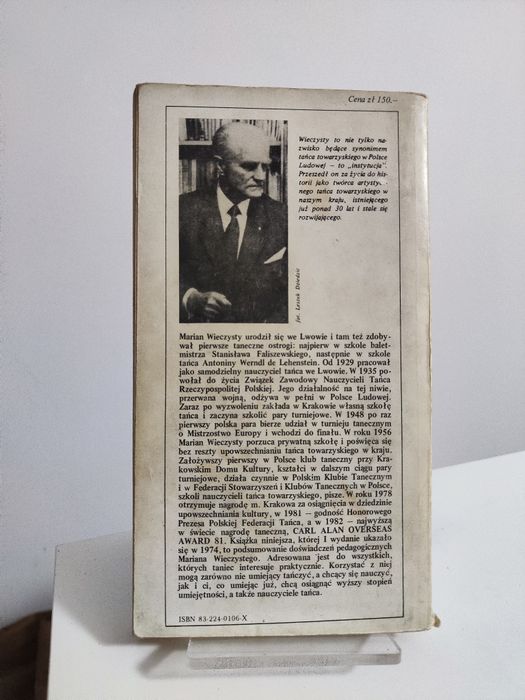 Cena zł 150.–
Wieczysty to nie tylko na-
zwisko będące synonimem
tańca towarzyskiego w Polsce
Ludowej – to „instytucja”.
Przeszedł on za życia do his-
torii jako twórca artysty-
nego tańca towarzyskiego w
naszym kraju, istniejącego
już ponad 30 lat i stale się
rozwijającego.
fot. Leszek Dziedzic
Marian Wieczysty urodził się we Lwowie i tam też zdoby-
wał pierwsze taneczne ostrogi: najpierw w szkole balet-
mistrza Stanisława Faliszewskiego, następnie w szkole
tańca Antoniny Werndl de Lehenstein. Od 1929 pracował
jako samodzielny nauczyciel tańca we Lwowie. W 1935 po-
wołał do życia Związek Zawodowy Nauczycieli Tańca
Rzeczypospolitej Polskiej. Jego działalność na tej niwie,
przerwana wojną, odżywa w pełni w Polsce Ludowej.
Zaraz po wyzwoleniu zakłada w Krakowie własną szkołę
tańca i zaczyna szkolić pary turniejowe. W 1948 po raz
pierwszy polska para bierze udział w turnieju tanecznym
o Mistrzostwo Europy i wchodzi do finału. W roku 1956
Marian Wieczysty porzuca prywatną szkołę i poświęca się
bez reszty upowszechnianiu tańca towarzyskiego w kraju.
Założywszy pierwszy w Polsce klub taneczny przy Kra-
kowskim Domu Kultury, kształci w dalszym ciągu pary
turniejowe, działa czynnie w Polskim Klubie Tanecznym
i w Federacji Stowarzyszeń i Klubów Tanecznych w Polsce,
szkoli nauczycieli tańca towarzyskiego, pisze. W roku 1978
otrzymuje nagrodę m. Krakowa za osiągnięcia w dziedzinie
upowszechniania kultury, w 1981 – godność Honorowego
Prezesa Polskiej Federacji Tańca, a w 1982 – najwyższą
w świecie nagrodę taneczną, CARL ALAN OVERSEAS
AWARD 81. Książka niniejsza, której I wydanie ukazało
się w 1974, to podsumowanie doświadczeń pedagogicznych
Mariana Wieczystego. Adresowana jest do wszystkich,
których taniec interesuje praktycznie. Korzystać z niej
mogą zarówno nie umiejący tańczyć, a chcący się nauczyć,
jak i ci, co umiejąc już, chcą osiągnąć wyższy stopień
umiejętności, a także nauczyciele tańca.
ISBN 83-224-0106-X